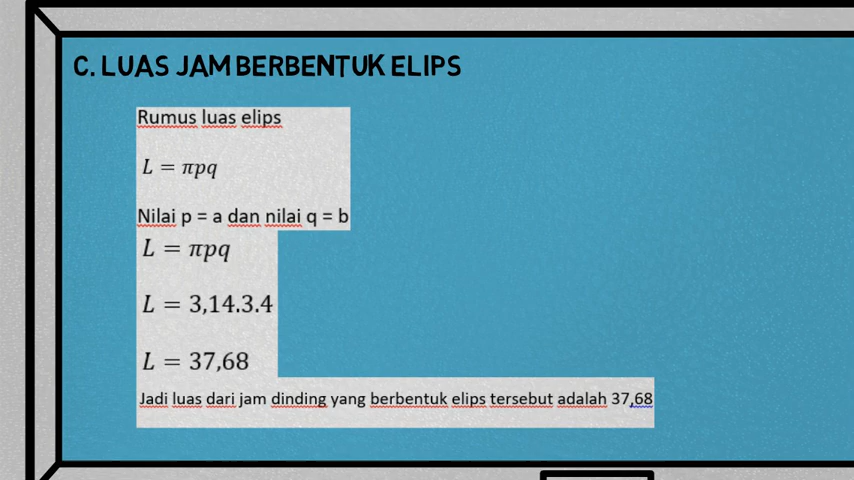 C. LUAS JAM BERBENTUK ELIPS
Rumus luas elips
L = πpq
Nilai p = a dan nilai q = b
L = πpq
L = 3,14.3.4
L = 37,68
Jadi luas dari jam dinding yang berbentuk elips tersebut adalah 37,68